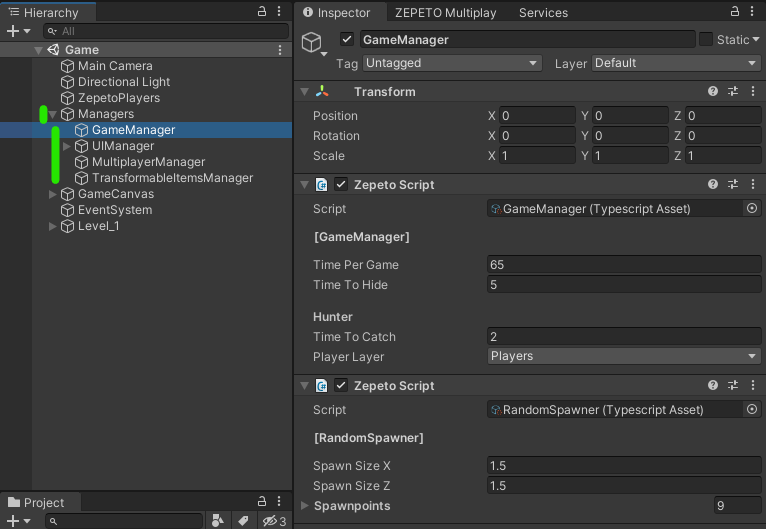 Hierarchy
All
Game
Main Camera
Directional Light
ZepetoPlayers
Managers
GameManager
UIManager
MultiplayerManager
TransformableItemsManager
GameCanvas
EventSystem
Level_1
Project
3
Inspector ZEPETO Multiplay Services
GameManager Static
Tag Untagged Layer Default
Transform
Position X 0 Y 0 Z 0
Rotation X 0 Y 0 Z 0
Scale X 1 Y 1 Z 1
Zepeto Script
Script GameManager (Typescript Asset)
[GameManager]
Time Per Game 65
Time To Hide 5
Hunter
Time To Catch 2
Player Layer Players
Zepeto Script
Script RandomSpawner (Typescript Asset)
[RandomSpawner]
Spawn Size X 1.5
Spawn Size Z 1.5
Spawnpoints 9